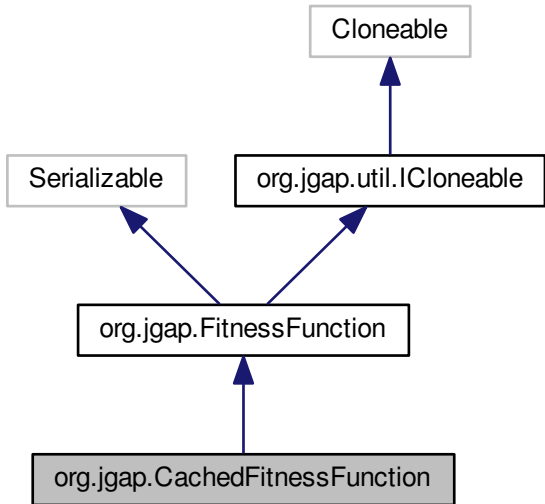 Cloneable
Serializable
org.jgap.util.ICloneable
org.jgap.FitnessFunction
org.jgap.CachedFitnessFunction